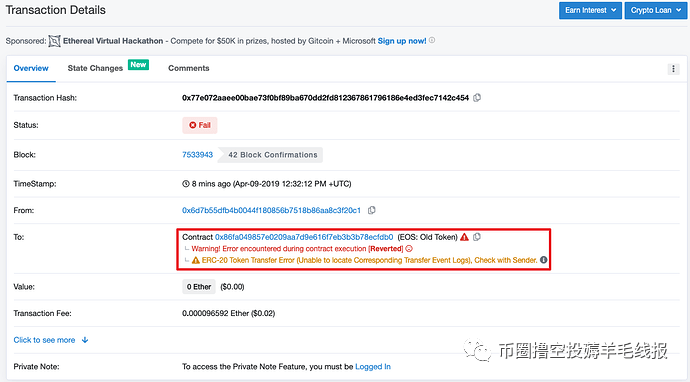 Transaction Details
Earn Interest
Crypto Loan
Sponsored: Ethereal Virtual Hackathon - Compete for $50K in prizes, hosted by Gitcoin + Microsoft Sign up now!
Overview
State Changes New
Comments
Transaction Hash: 0x77e072aaee00bae73f0bf89ba670dd2fd812367861796186e4ed3fec7142c454
Status: Fail
Block: 7533943 42 Block Confirmations
TimeStamp: 8 mins ago (Apr-09-2019 12:32:12 PM +UTC)
From: 0x6d7b55dfb4b0044f180856b7518b86aa8c3f20c1
To: Contract 0x86fa049857e0209aa7d9e616f7eb3b3b78ecfdb0 (EOS: Old Token)
Warning! Error encountered during contract execution [Reverted]
ERC-20 Token Transfer Error (Unable to locate Corresponding Transfer Event Logs), Check with Sender.
Value: 0 Ether ($0.00)
Transaction Fee: 0.000096592 Ether ($0.02)
Click to see more
Private Note: To access the Private Note Feature, you must be Logged In
币圈撸空投薅羊毛线报